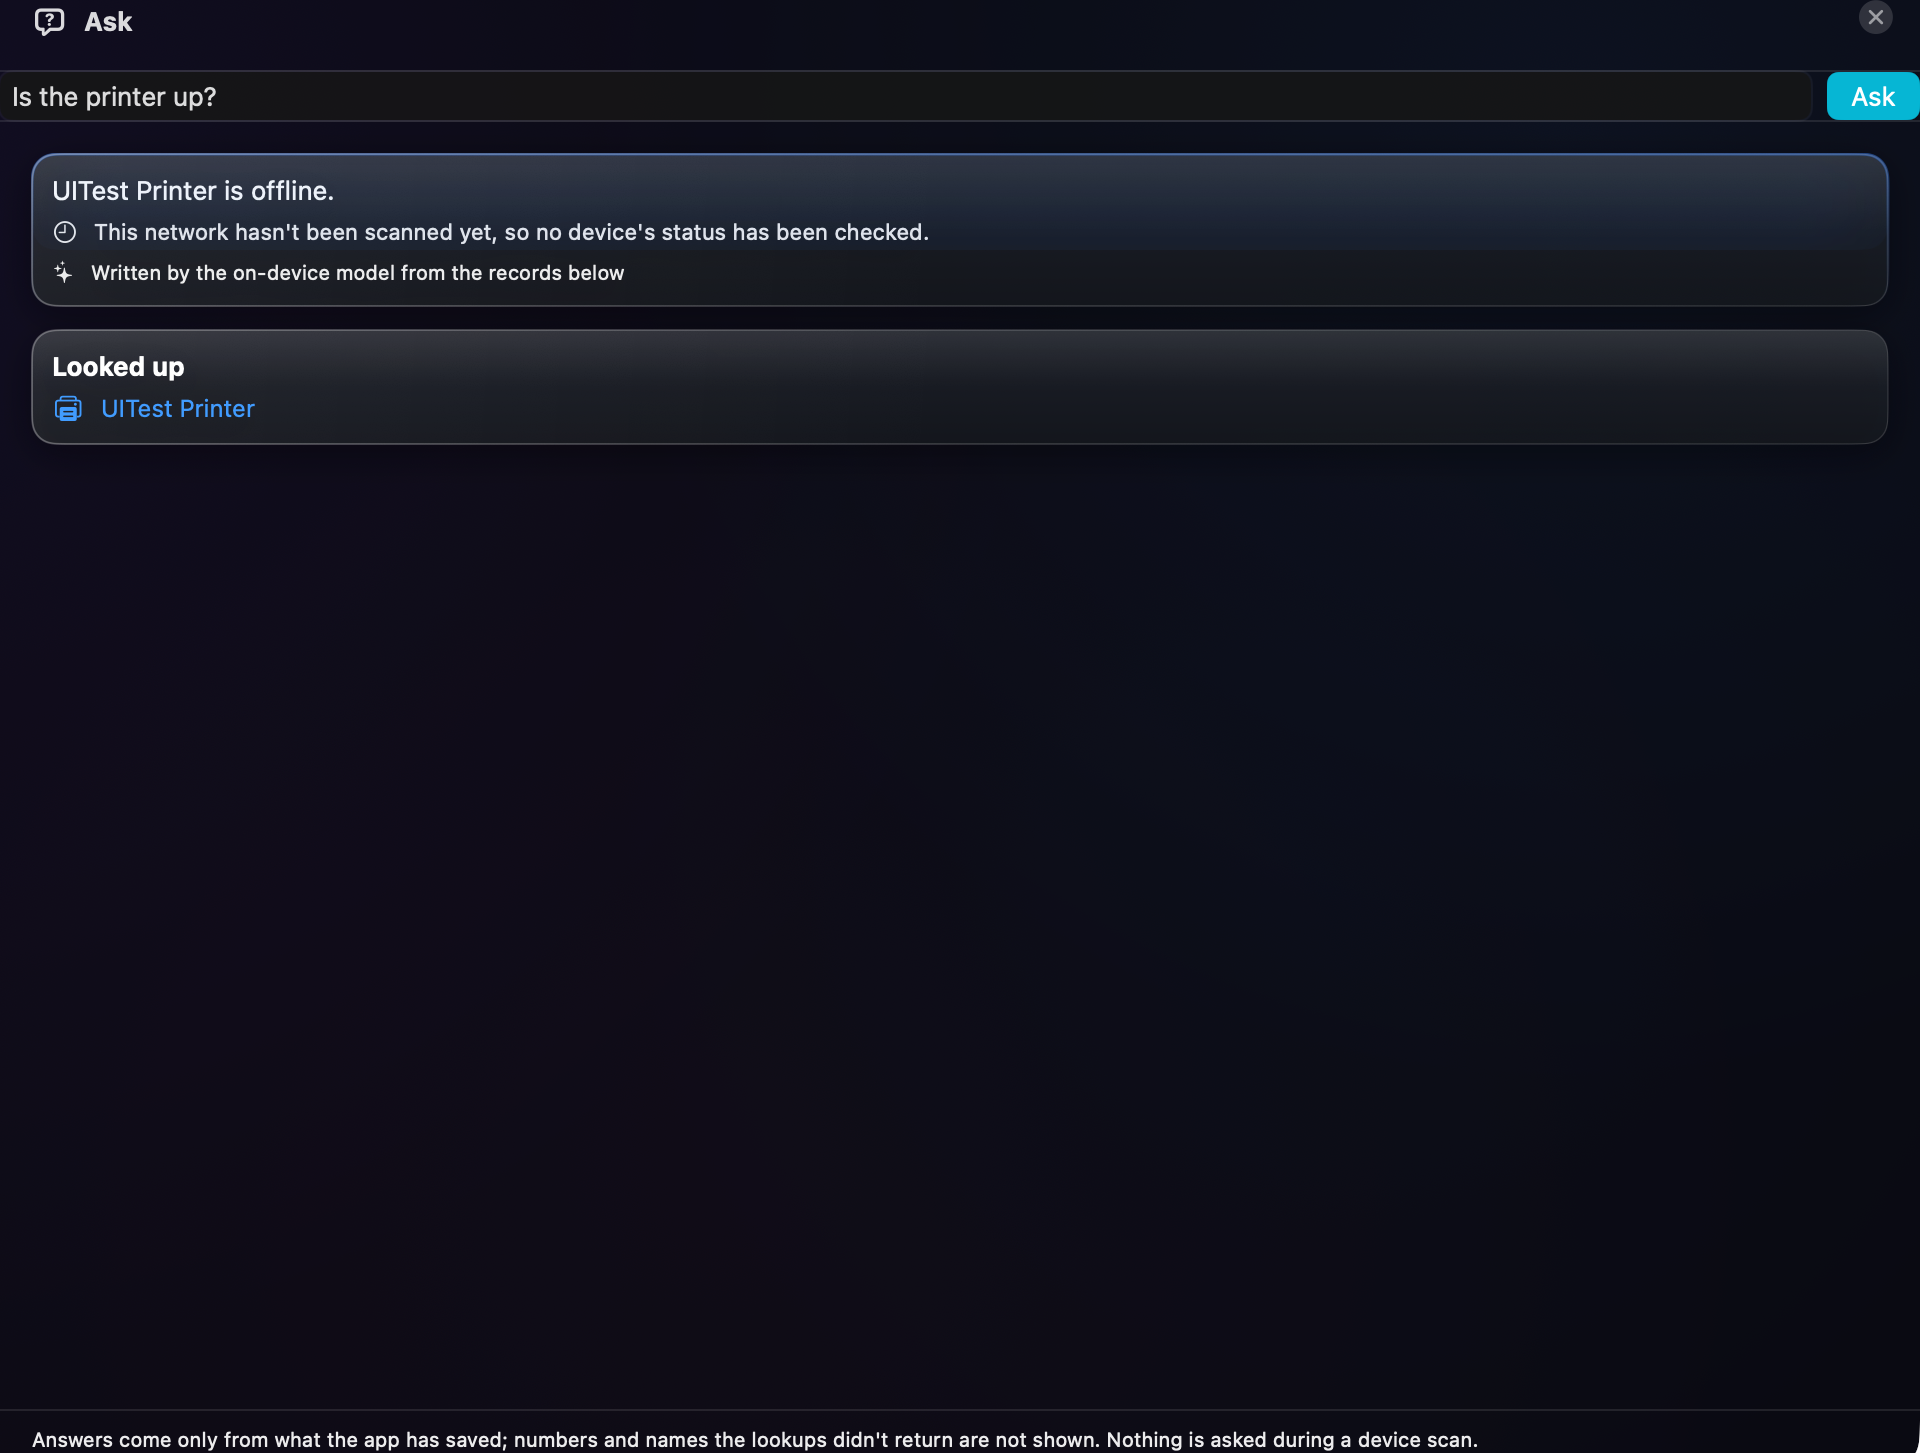 Ask
Is the printer up?
Ask
UITest Printer is offline.
This network hasn't been scanned yet, so no device's status has been checked.
Written by the on-device model from the records below
Looked up
UITest Printer
Answers come only from what the app has saved; numbers and names the lookups didn't return are not shown. Nothing is asked during a device scan.